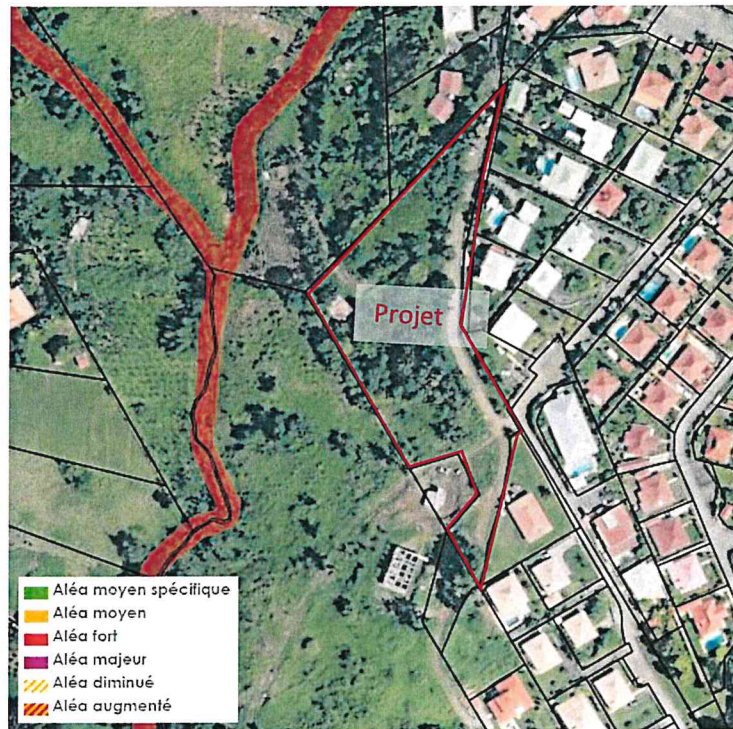 Projet
Aléa moyen spécifique
Aléa moyen
Aléa fort
Aléa majeur
Aléa diminué
Aléa augmenté